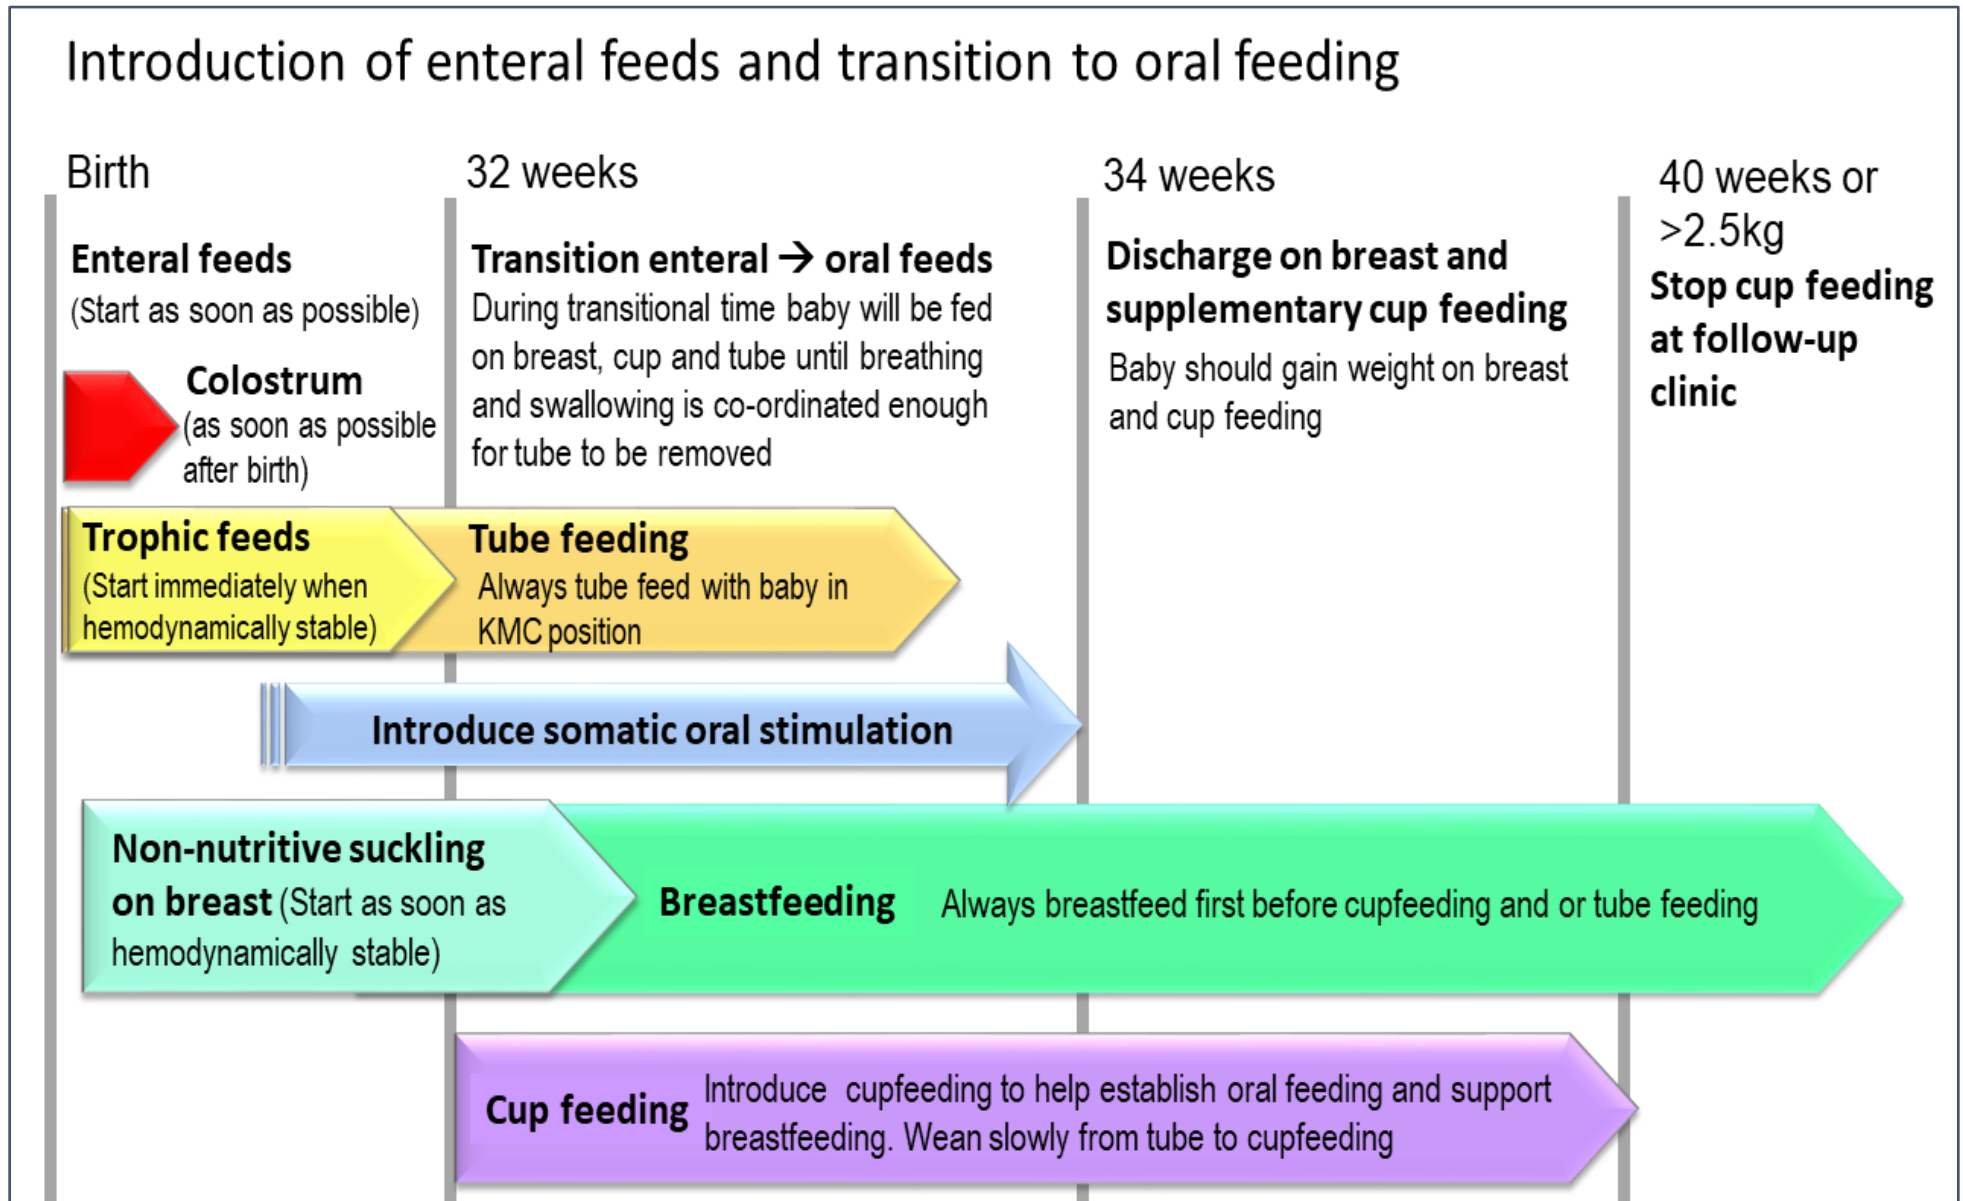 Introduction of enteral feeds and transition to oral feeding
Birth
32 weeks
34 weeks
40 weeks or
>2.5kg
Enteral feeds
(Start as soon as possible)
Colostrum
(as soon as possible
after birth)
Transition enteral → oral feeds
During transitional time baby will be fed
on breast, cup and tube until breathing
and swallowing is co-ordinated enough
for tube to be removed
Discharge on breast and
supplementary cup feeding
Baby should gain weight on breast
and cup feeding
Stop cup feeding
at follow-up
clinic
Trophic feeds
(Start immediately when
hemodynamically stable)
Tube feeding
Always tube feed with baby in
KMC position
Introduce somatic oral stimulation
Non-nutritive suckling
on breast (Start as soon as
hemodynamically stable)
Breastfeeding Always breastfeed first before cupfeeding and or tube feeding
Cup feeding
Introduce cupfeeding to help establish oral feeding and support
breastfeeding. Wean slowly from tube to cupfeeding